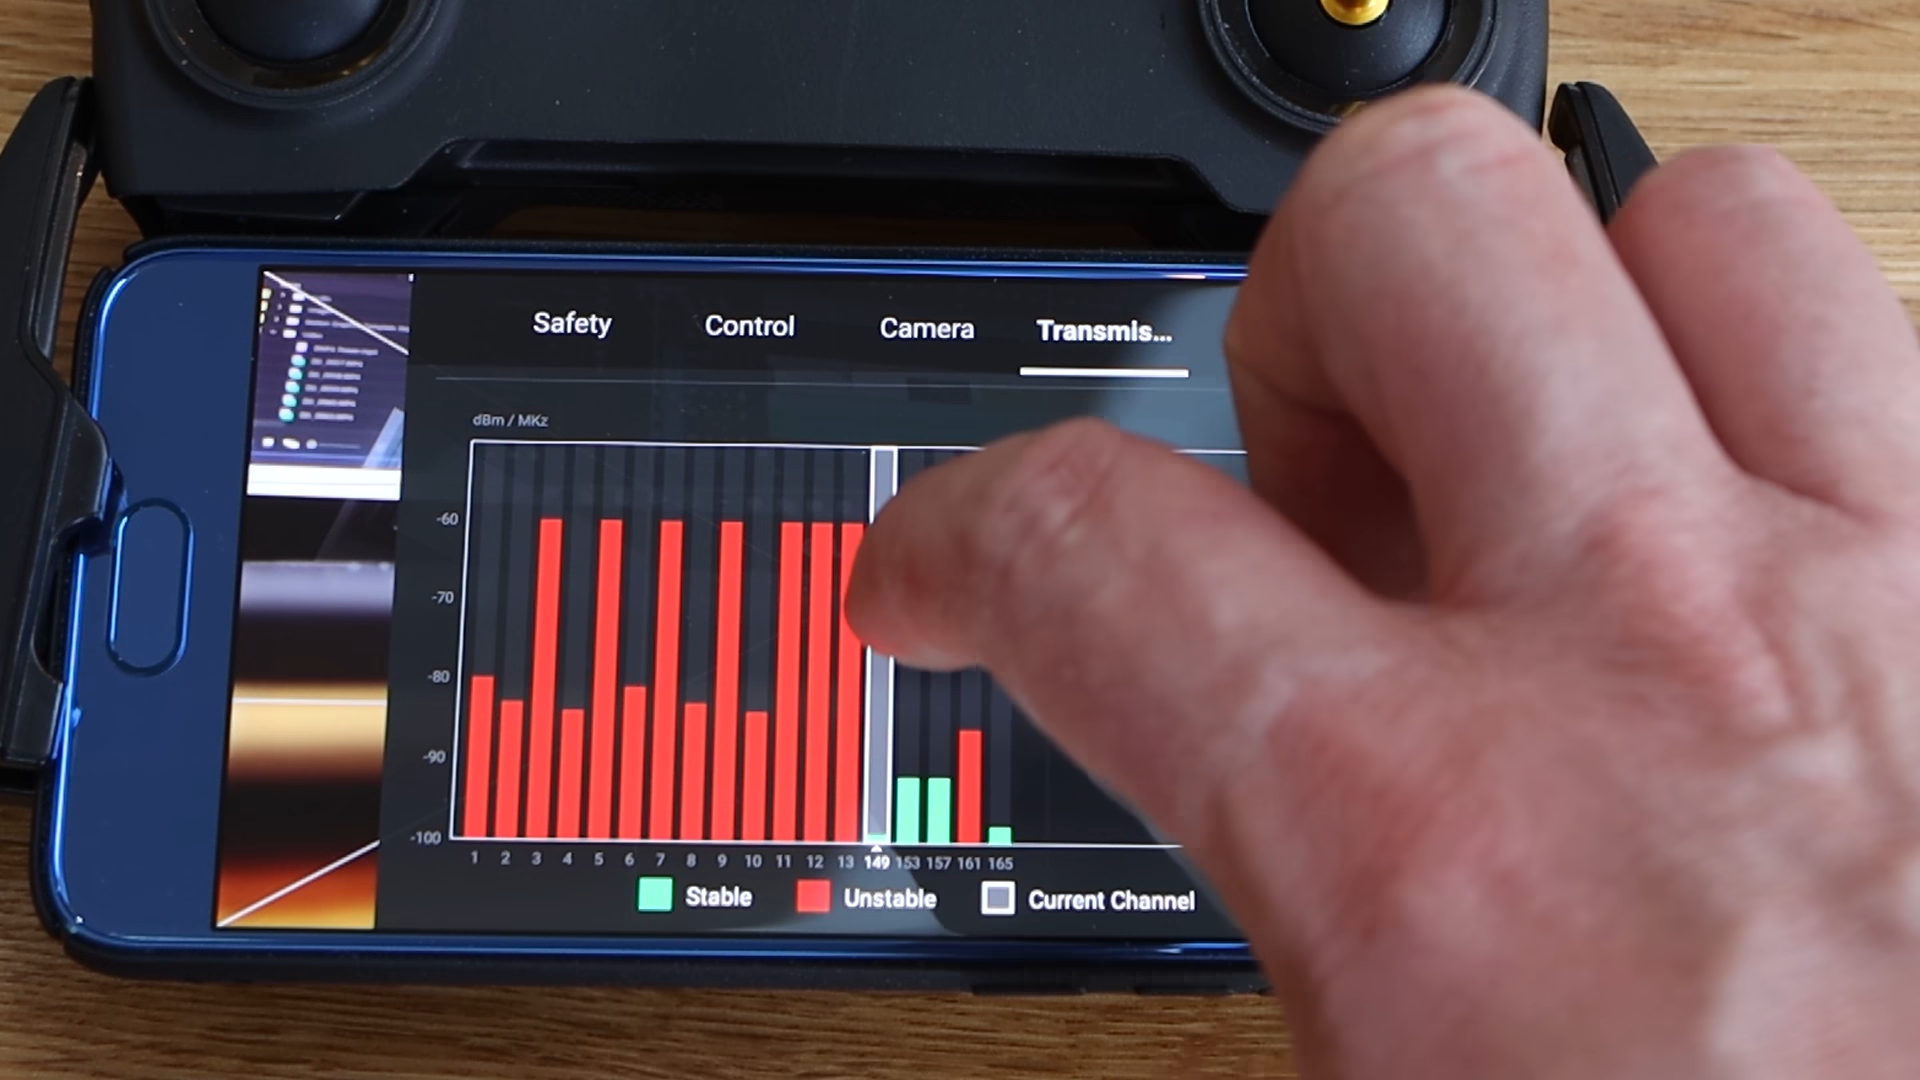 Safety Control Camera Transmis...
dBm / MKz
-60
-70
-80
-90
-100
1 2 3 4 5 6 7 8 9 10 11 12 13 149 153 157 161 165
Stable Unstable Current Channel